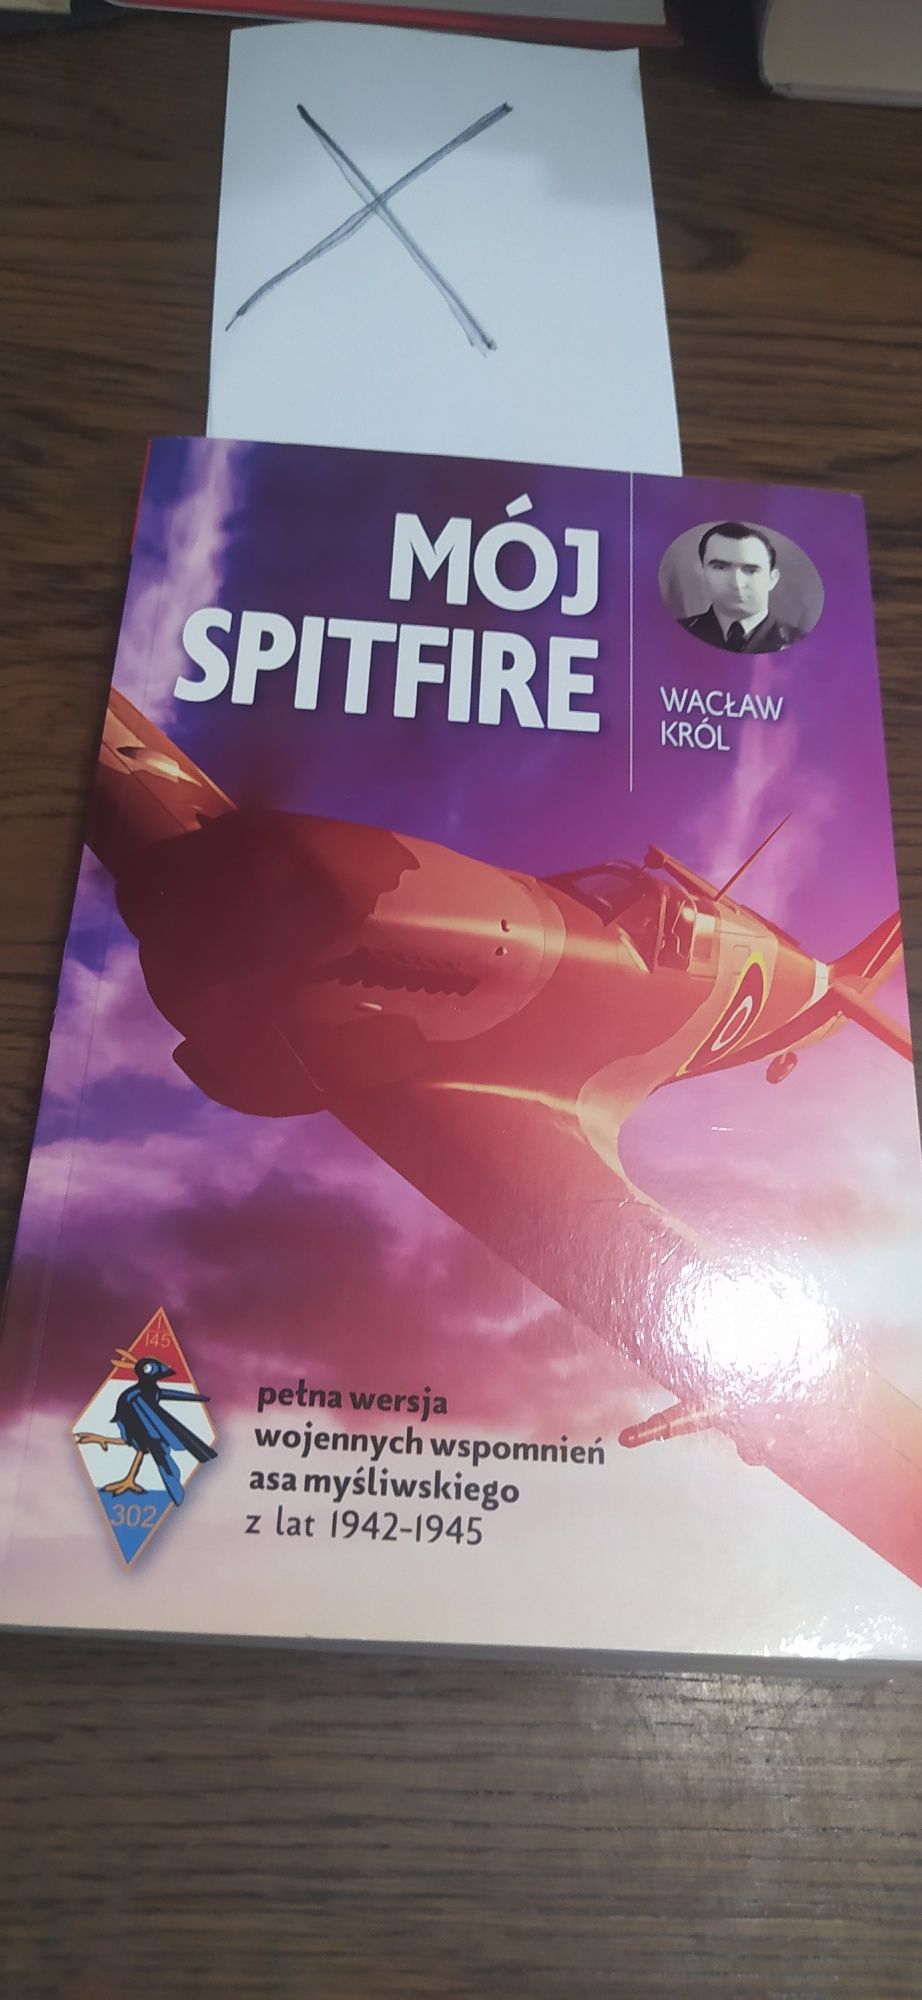 MÓJ
SPITFIRE
WACŁAW
KRÓL
I
145
302
pełna wersja
wojennych wspomnień
asa myśliwskiego
z lat 1942-1945